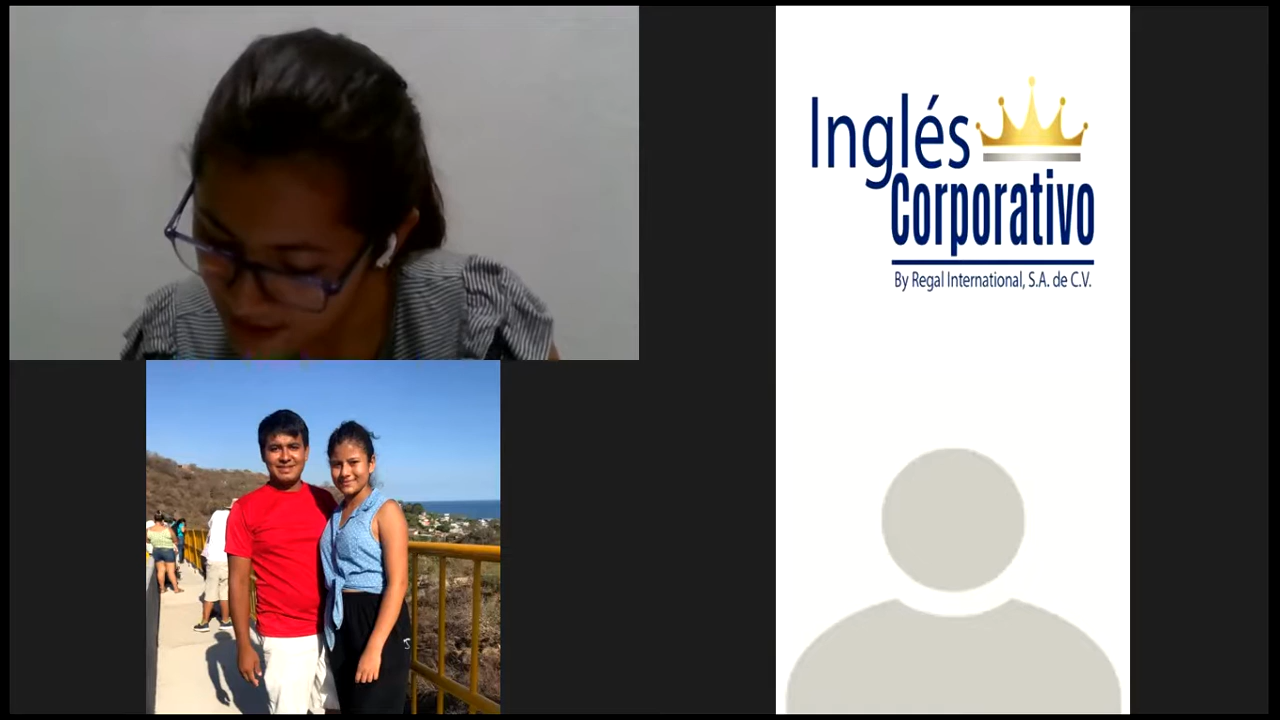 Inglés
Corporativo
By Regal International, S.A. de C.V.